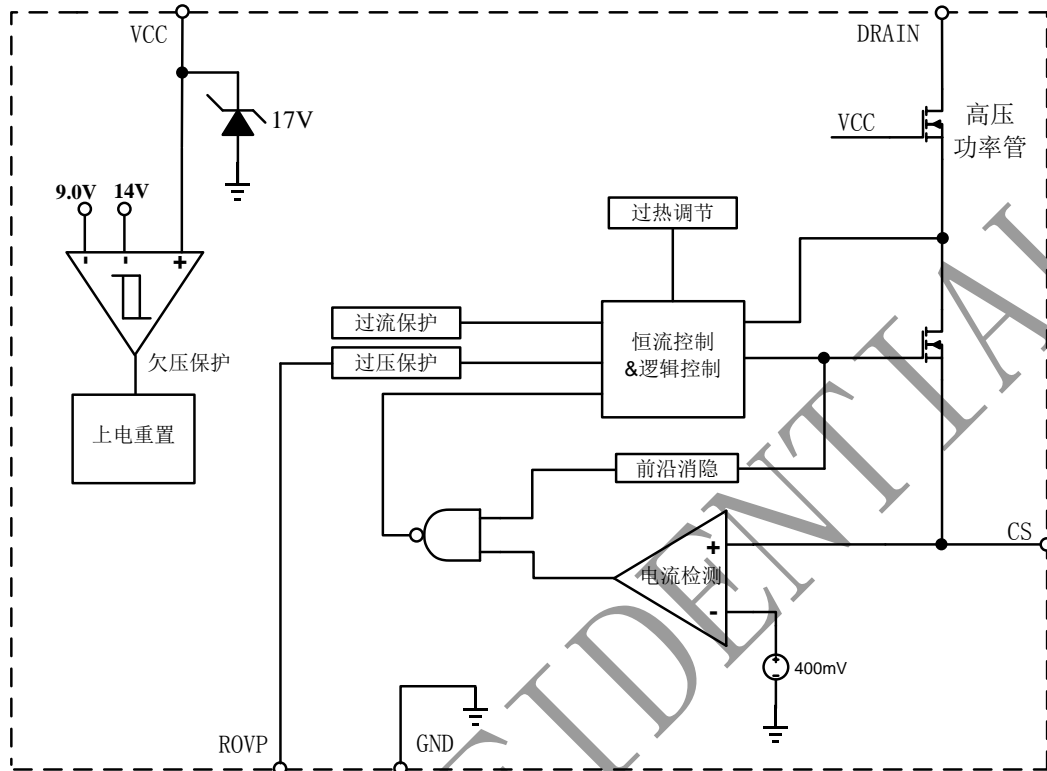 VCC
DRAIN
17V
VCC
高压
功率管
9.0V
14V
-
-
+
过热调节
过流保护
过压保护
恒流控制
&逻辑控制
欠压保护
上电重置
前沿消隐
CS
+
电流检测
-
+
-
400mV
ROVP
GND
FIDENTIAL